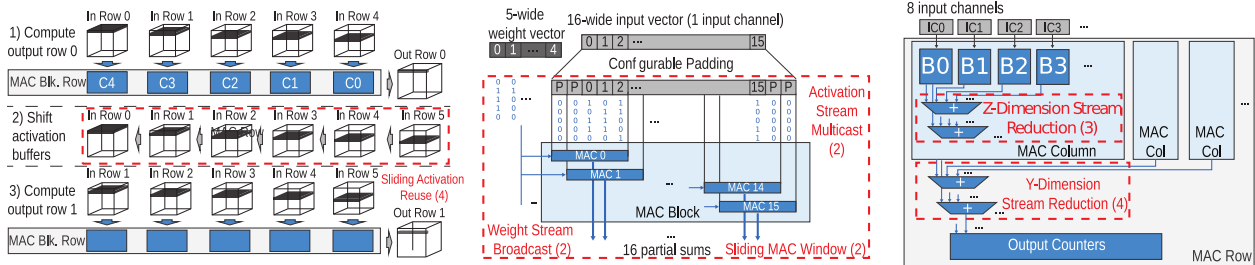 In Row 0 In Row 1 In Row 2 In Row 3 In Row 4
1) Compute
output row 0
Out Row 0
MAC Blk. Row C4 C3 C2 C1 C0
2) Shift
activation
buffers
In Row 0 In Row 1 In Row 2 In Row 3 In Row 4 In Row 5
MAC Row
In Row 1 In Row 2 In Row 3 In Row 4 In Row 5
3) Compute
output row 1
Sliding Activation
Reuse (4)
Out Row 1
MAC Blk. Row
5-wide
weight vector
0 1 ... 4
16-wide input vector (1 input channel)
0 1 2 ... 15
Configurable Padding
P P 0 1 2 ... 15 P P
Activation
Stream
Multicast
(2)
MAC 0
MAC 1
MAC 14
MAC 15
MAC Block
Weight Stream
Broadcast (2)
16 partial sums
Sliding MAC Window (2)
8 input channels
IC0 IC1 IC2 IC3 ...
B0 B1 B2 B3 ...
+
+
Z-Dimension Stream
Reduction (3)
MAC Column
MAC
Col
MAC
Col
...
+
+
Y-Dimension
Stream Reduction (4)
Output Counters
MAC Row